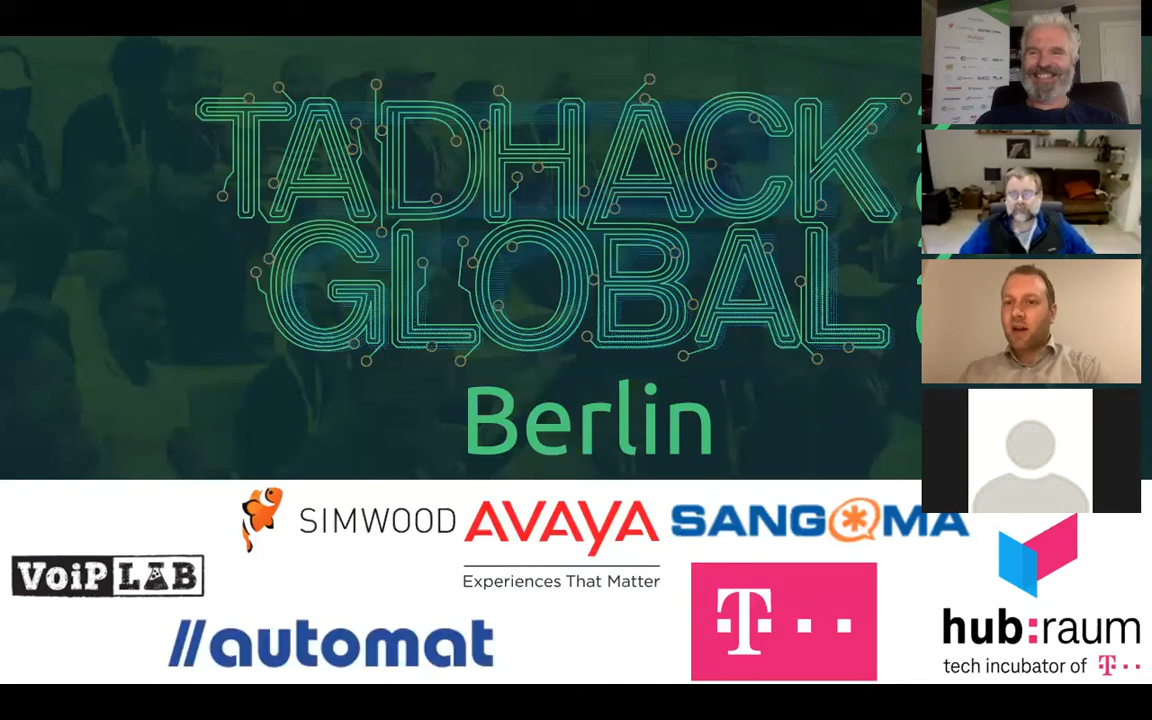 TADHACK
GLOBAL
Berlin
SIMWOOD
AVAYA
Experiences That Matter
SANGOMA
VoiP LAB
//automat
T
hub:raum
tech incubator of T